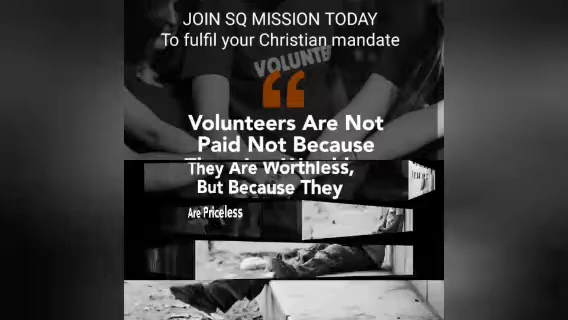 JOIN SQ MISSION TODAY
To fulfil your Christian mandate
VOLUNTE
“
Volunteers Are Not
Paid Not Because
They Are Worthless,
But Because They
Are Priceless